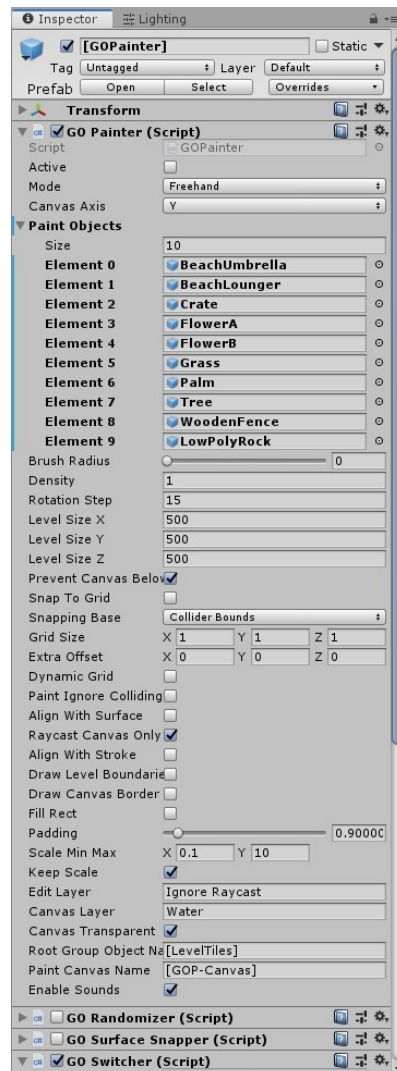 Inspector Lighting
[GOPainter] Static
Tag Untagged Layer Default
Prefab Open Select Overrides
Transform
GO Painter (Script)
Script GOPainter
Active
Mode Freehand
Canvas Axis Y
Paint Objects
Size 10
Element 0 BeachUmbrella
Element 1 BeachLounger
Element 2 Crate
Element 3 FlowerA
Element 4 FlowerB
Element 5 Grass
Element 6 Palm
Element 7 Tree
Element 8 WoodenFence
Element 9 LowPolyRock
Brush Radius 0
Density 1
Rotation Step 15
Level Size X 500
Level Size Y 500
Level Size Z 500
Prevent Canvas Below
Snap To Grid
Snapping Base Collider Bounds
Grid Size X 1 Y 1 Z 1
Extra Offset X 0 Y 0 Z 0
Dynamic Grid
Paint Ignore Colliding
Align With Surface
Raycast Canvas Only
Align With Stroke
Draw Level Boundarie
Draw Canvas Border
Fill Rect
Padding 0.90000
Scale Min Max X 0.1 Y 10
Keep Scale
Edit Layer Ignore Raycast
Canvas Layer Water
Canvas Transparent
Root Group Object Na [LevelTiles]
Paint Canvas Name [GOP-Canvas]
Enable Sounds
GO Randomizer (Script)
GO Surface Snapper (Script)
GO Switcher (Script)